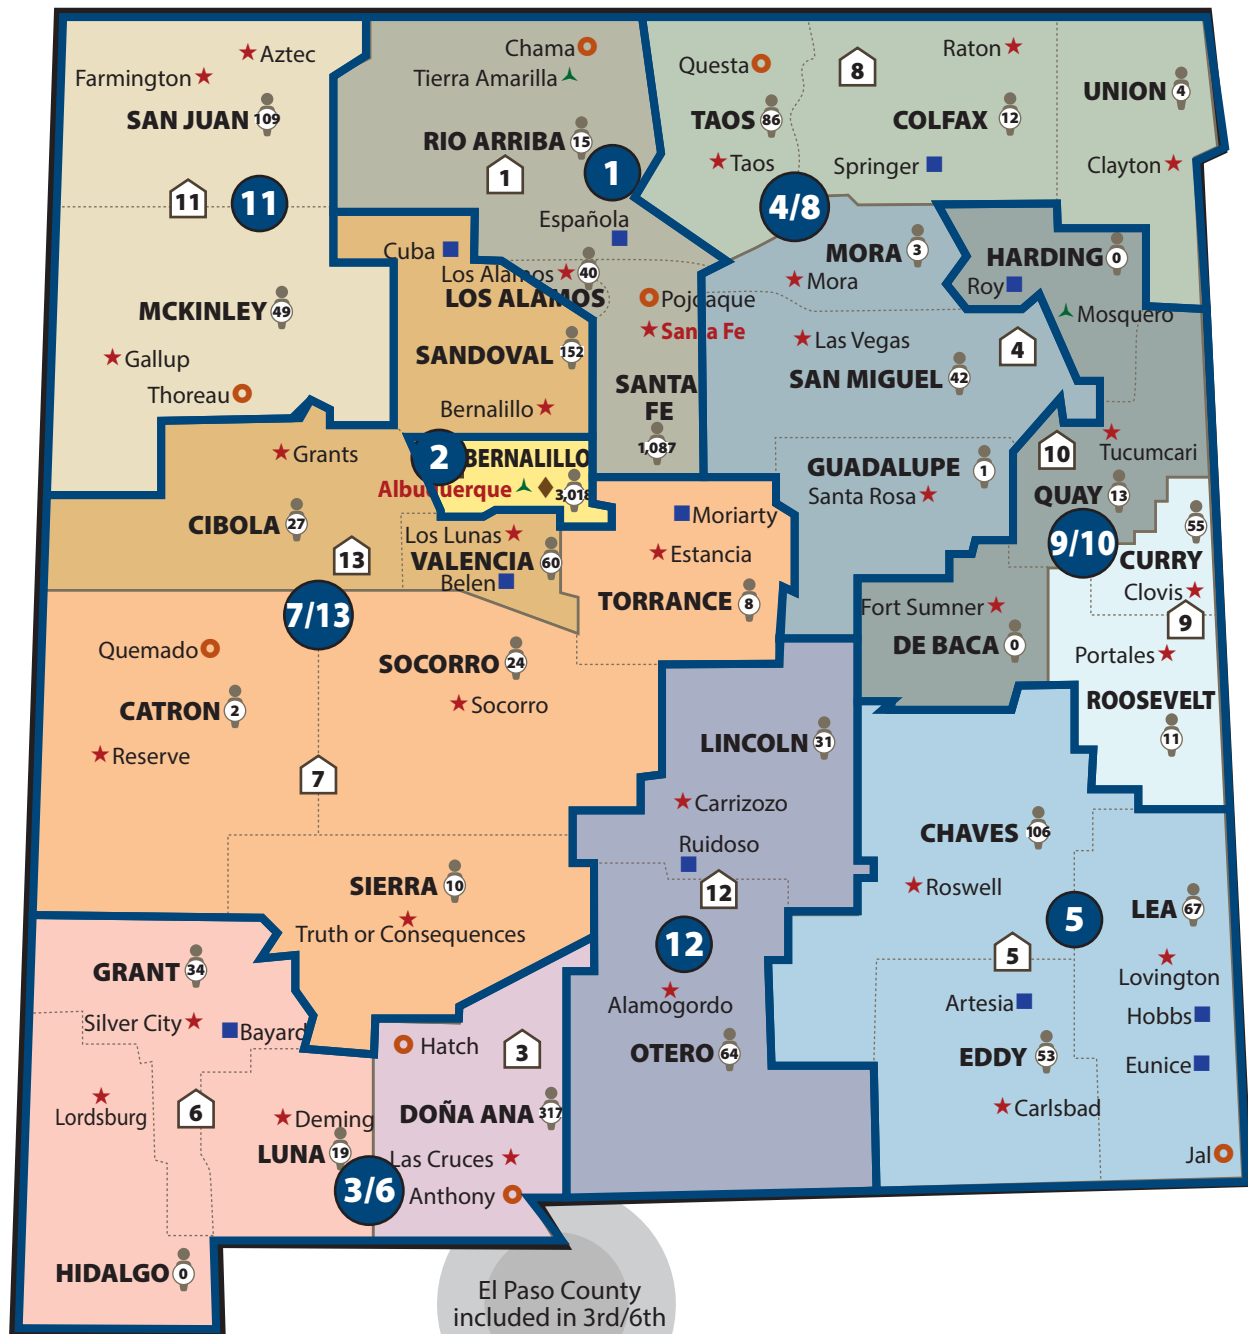 Aztec
Farmington
SAN JUAN 109
11
11
MCKINLEY 49
Gallup
Thoreau
Chama
Tierra Amarilla
RIO ARRIBA 15
1
1
Española
Cuba
Los Alamos 40
LOS ALAMOS
Pojoaque
Santa Fe
SANDOVAL 152
SANTA
FE
1,087
Bernalillo
2
BERNALILLO
Albuquerque
3,018
Questa
TAOS 86
Taos
8
Raton
COLFAX 12
Springer
UNION 4
Clayton
4/8
MORA 3
Mora
HARDING 0
Roy
Mosquero
Las Vegas
4
SAN MIGUEL 42
GUADALUPE 1
Santa Rosa
10
Tucumcari
QUAY 13
9/10
55
CURRY
Clovis
9
Fort Sumner
DE BACA 0
Portales
ROOSEVELT
11
Grants
CIBOLA 27
13
Los Lunas
VALENCIA 60
Belen
Moriarty
Estancia
TORRANCE 8
7/13
Quemado
SOCORRO 24
Socorro
CATRON 2
Reserve
7
SIERRA 10
Truth or Consequences
LINCOLN 31
Carrizozo
Ruidoso
12
12
Alamogordo
OTERO 64
CHAVES 106
Roswell
5
5
LEA 67
Lovington
Artesia
Hobbs
EDDY 53
Eunice
Carlsbad
Jal
GRANT 34
Silver City
Bayard
Lordsburg
6
Deming
LUNA 19
HIDALGO 0
Hatch
3
DOÑA ANA 317
Las Cruces
3/6
Anthony
El Paso County
included in 3rd/6th